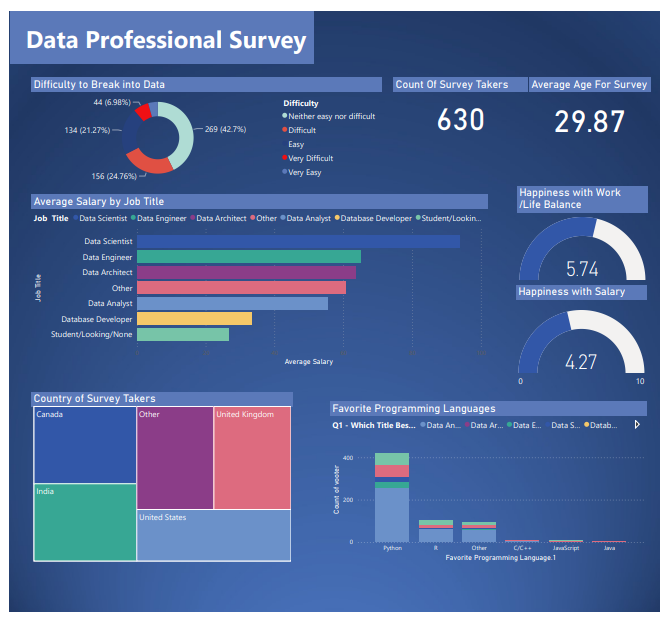 Data Professional Survey
Difficulty to Break into Data
44 (6.98%)
134 (21.27%)
156 (24.76%)
269 (42.7%)
Difficulty
Neither easy nor difficult
Difficult
Easy
Very Difficult
Very Easy
Count Of Survey Takers
630
Average Age For Survey
29.87
Average Salary by Job Title
Job Title Data Scientist Data Engineer Data Architect Other Data Analyst Database Developer Student/Lookin...
Job Title
Data Scientist
Data Engineer
Data Architect
Other
Data Analyst
Database Developer
Student/Looking/None
Average Salary
Happiness with Work
/Life Balance
5.74
Happiness with Salary
4.27
0
10
Country of Survey Takers
Canada
Other
United Kingdom
India
United States
Favorite Programming Languages
Q1 - Which Title Bes... Data An... Data Ar... Data E... Data S... Datab...
Count of vooter
400
200
0
Python
R
Other
C/C++
JavaScript
Java
Favorite Programming Language.1